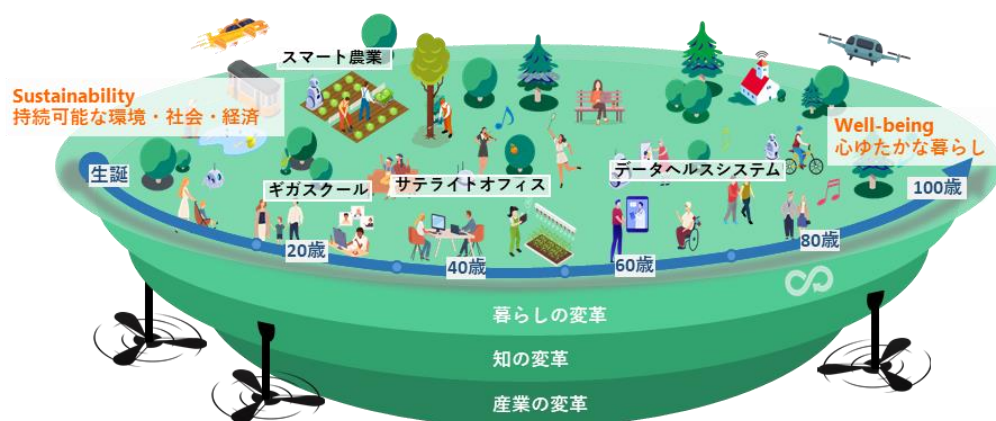 スマート農業
Sustainability
持続可能な環境・社会・経済
Well-being
心ゆたかな暮らし
生誕
ギガスクール
サテライトオフィス
データヘルスシステム
100歳
20歳
40歳
60歳
80歳
暮らしの変革
知の変革
産業の変革